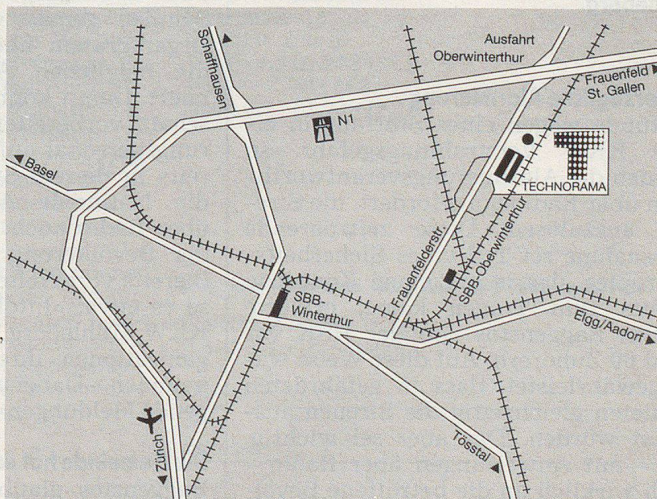 Schaffhausen
Ausfahrt
Oberwinterthur
Frauenfeld
St. Gallen
N1
Basel
TECHNORAMA
Frauenfelderstr.
SBB-Oberwinterthur
SBB-
Winterthur
Elgg/Aadorf
Zürich
Tösstal